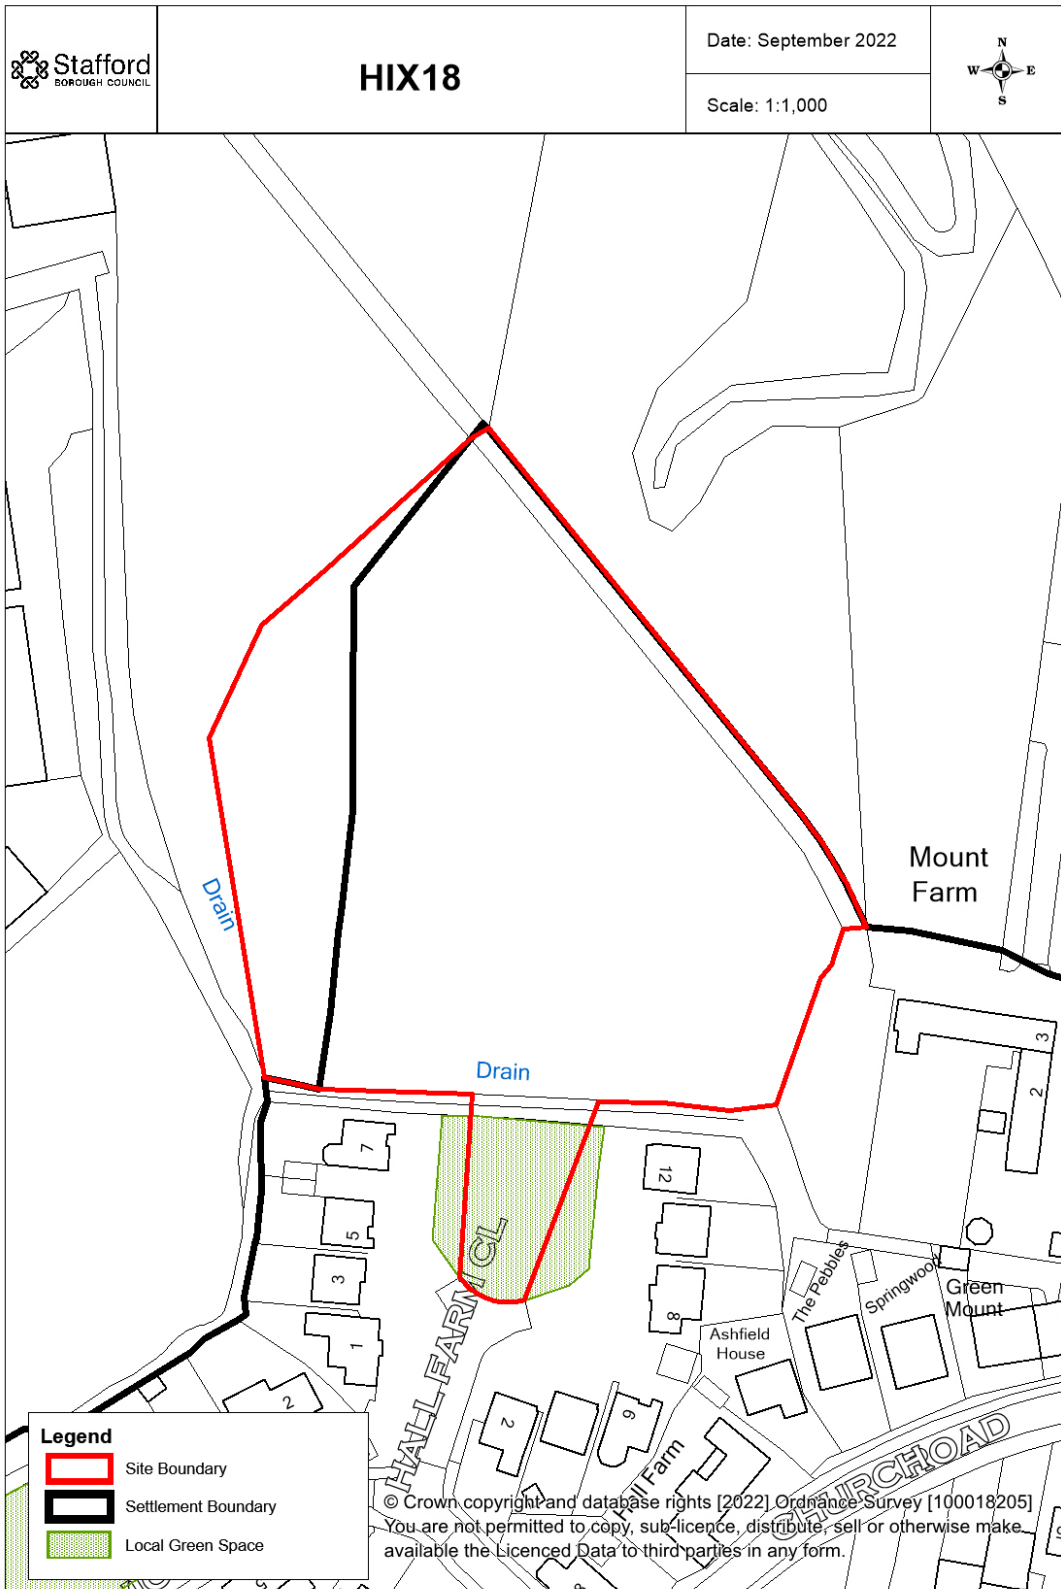 Stafford
BOROUGH COUNCIL
HIX18
Date: September 2022
Scale: 1:1,000
N
W E
S
Mount
Farm
Drain
Drain
3
2
7
12
5
3
8
1
HALL FARM CL
The Pebbles
Springwood
Green
Mount
Ashfield
House
2
2
6
Hill Farm
CHURCH ROAD
Legend
Site Boundary
Settlement Boundary
Local Green Space
© Crown copyright and database rights [2022] Ordnance Survey [100018205]
You are not permitted to copy, sub-licence, distribute, sell or otherwise make
available the Licenced Data to third parties in any form.